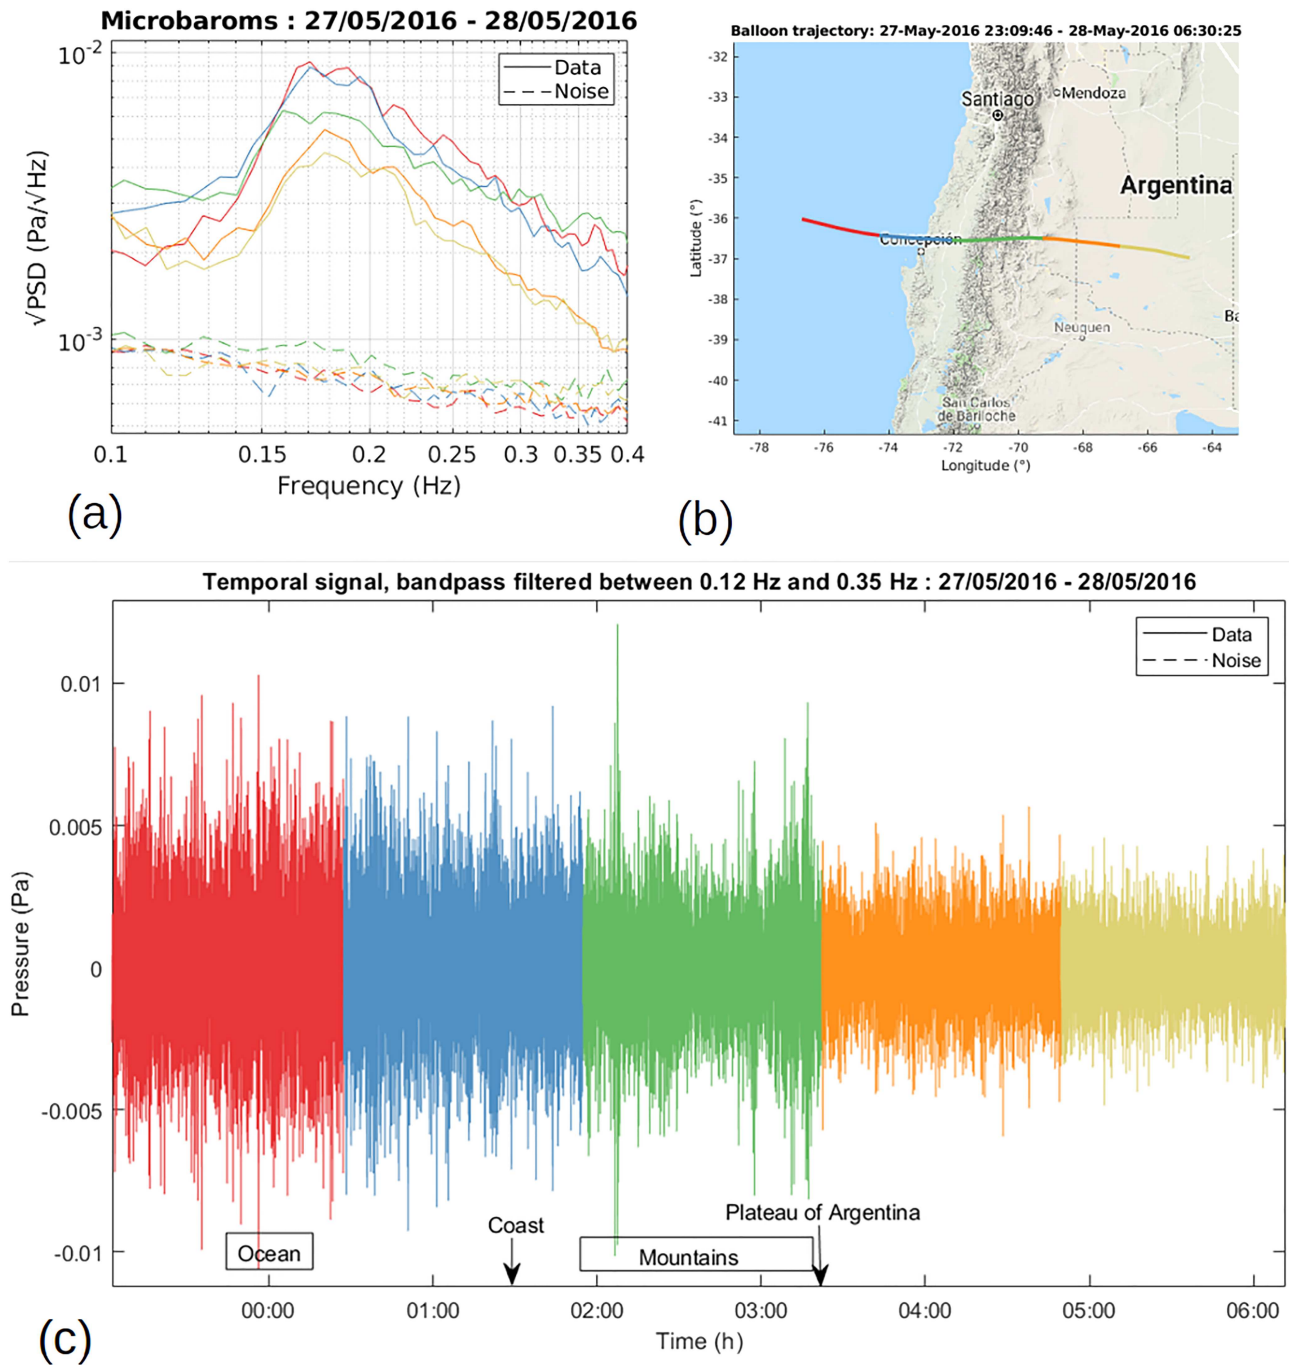 Microbaroms : 27/05/2016 - 28/05/2016
10-2
10-3
√PSD (Pa/√Hz)
Data
Noise
0.1 0.15 0.2 0.25 0.3 0.35 0.4
Frequency (Hz)
(a)
Balloon trajectory: 27-May-2016 23:09:46 - 28-May-2016 06:30:25
-32
-33
-34
-35
-36
-37
-38
-39
-40
-41
Latitude (°)
Santiago
Mendoza
Argentina
Concepción
Neuquen
Ba
San Carlos
de Bariloche
-78 -76 -74 -72 -70 -68 -66 -64
Longitude (°)
(b)
Temporal signal, bandpass filtered between 0.12 Hz and 0.35 Hz : 27/05/2016 - 28/05/2016
Data
Noise
0.01
0.005
0
-0.005
-0.01
Pressure (Pa)
Plateau of Argentina
Coast
Ocean
Mountains
00:00 01:00 02:00 03:00 04:00 05:00 06:00
Time (h)
(c)